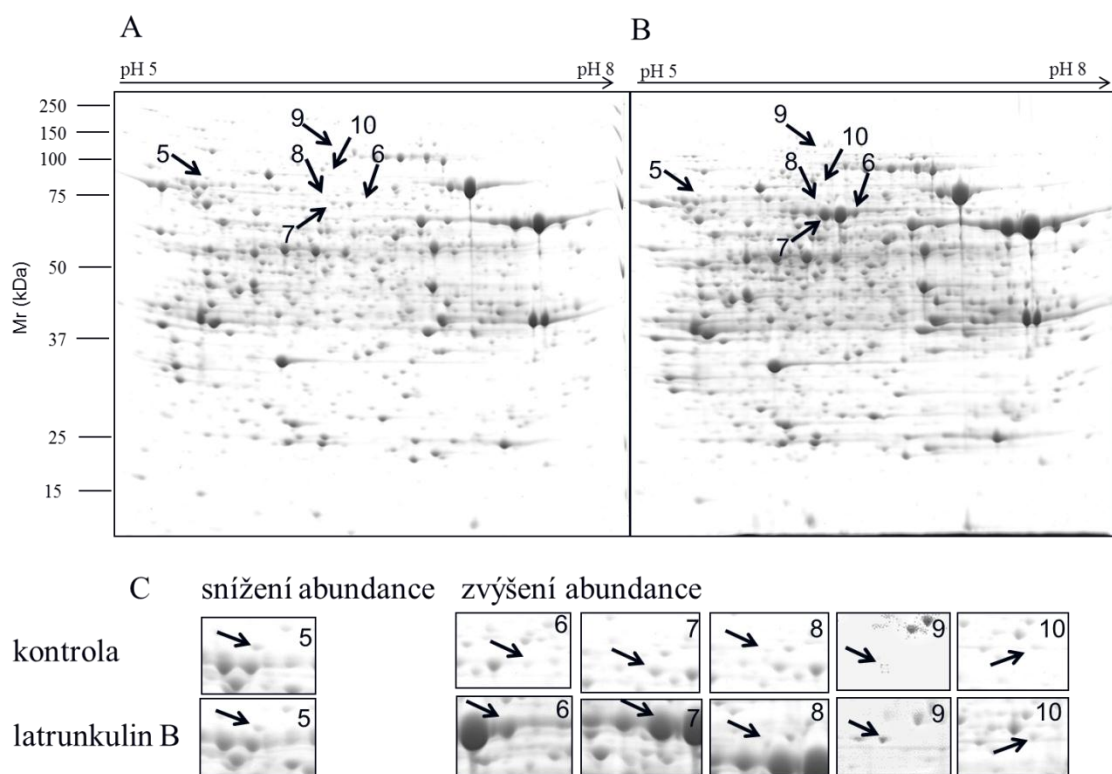 A
B
pH 5 pH 8 pH 5 pH 8
Mr (kDa)
250
150
100
75
50
37
25
15
9 10
5 8 6
7
9 10
5 8 6
7
C snížení abundance zvýšení abundance
kontrola 5 6 7 8 9 10
latrunkulin B 5 6 7 8 9 10